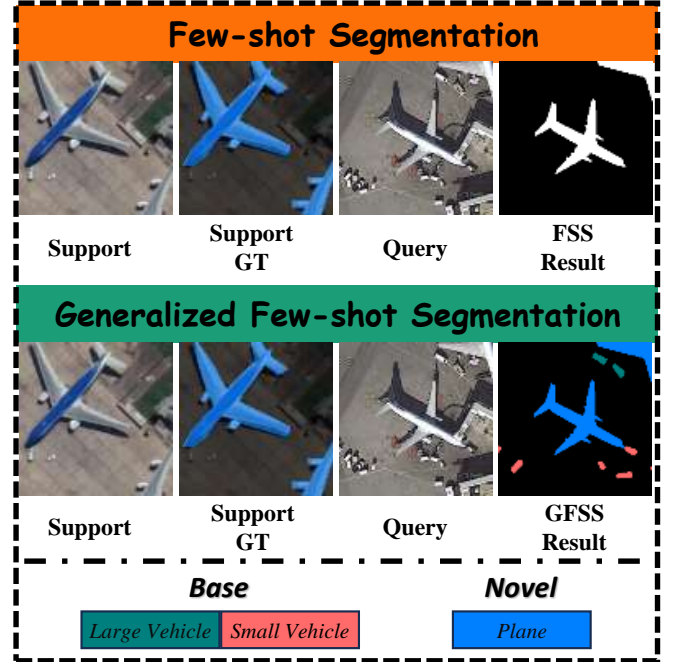 Few-shot Segmentation
Support
Support
GT
Query
FSS
Result
Generalized Few-shot Segmentation
Support
Support
GT
Query
GFSS
Result
Base
Novel
Large Vehicle
Small Vehicle
Plane